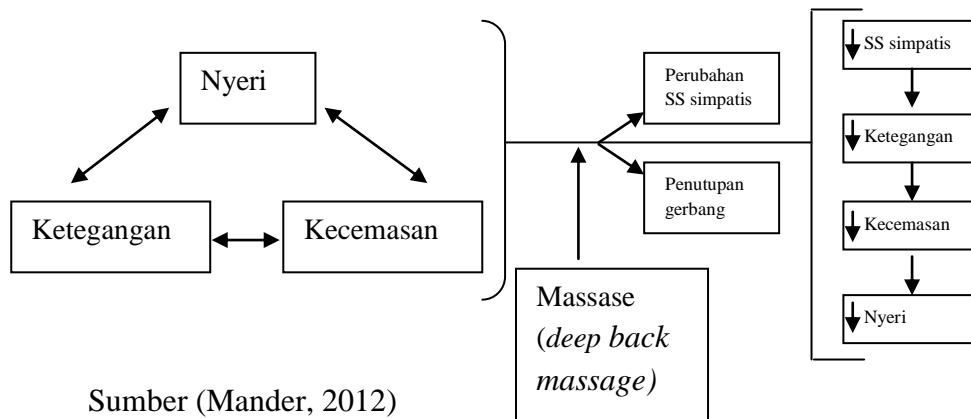 Nyeri
Ketegangan
Kecemasan
Perubahan
SS simpatis
Penutupan
gerbang
Massase
(deep back
massage)
SS simpatis
Ketegangan
Kecemasan
Nyeri
Sumber (Mander, 2012)